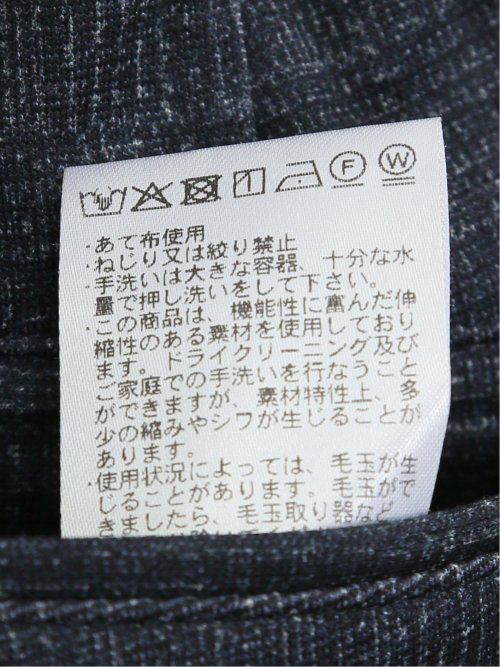 F W
・あて布使用
・ねじり又は絞り禁止
・手洗いは大きな容器、十分な水
量で押し洗いをして下さい。
・この商品は、機能性に富んだ伸
縮性のある素材を使用しており
ます。ドライクリーニング及び
ご家庭での手洗いを行なうこと
ができますが、素材特性上、多
少の縮みやシワが生じることが
あります。
・使用状況によっては、毛玉が生
じることがあります。毛玉がで
きましたら、毛玉取り器など